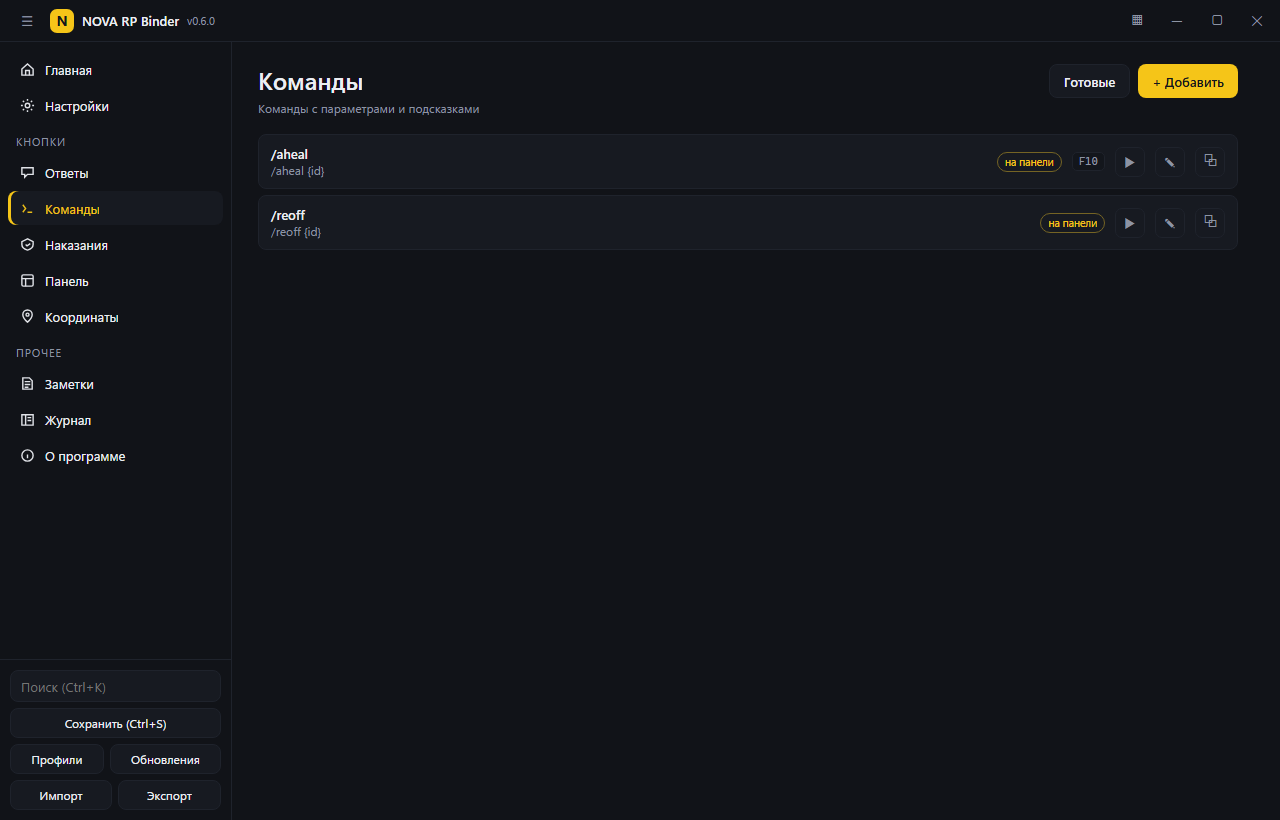 N NOVA RP Binder v0.6.0
Главная
Настройки
КНОПКИ
Ответы
Команды
Наказания
Панель
Координаты
ПРОЧЕЕ
Заметки
Журнал
О программе
Поиск (Ctrl+K)
Сохранить (Ctrl+S)
Профили Обновления
Импорт Экспорт
Команды
Команды с параметрами и подсказками
Готовые + Добавить
/aheal
/aheal {id}
на панели F10
/reoff
/reoff {id}
на панели